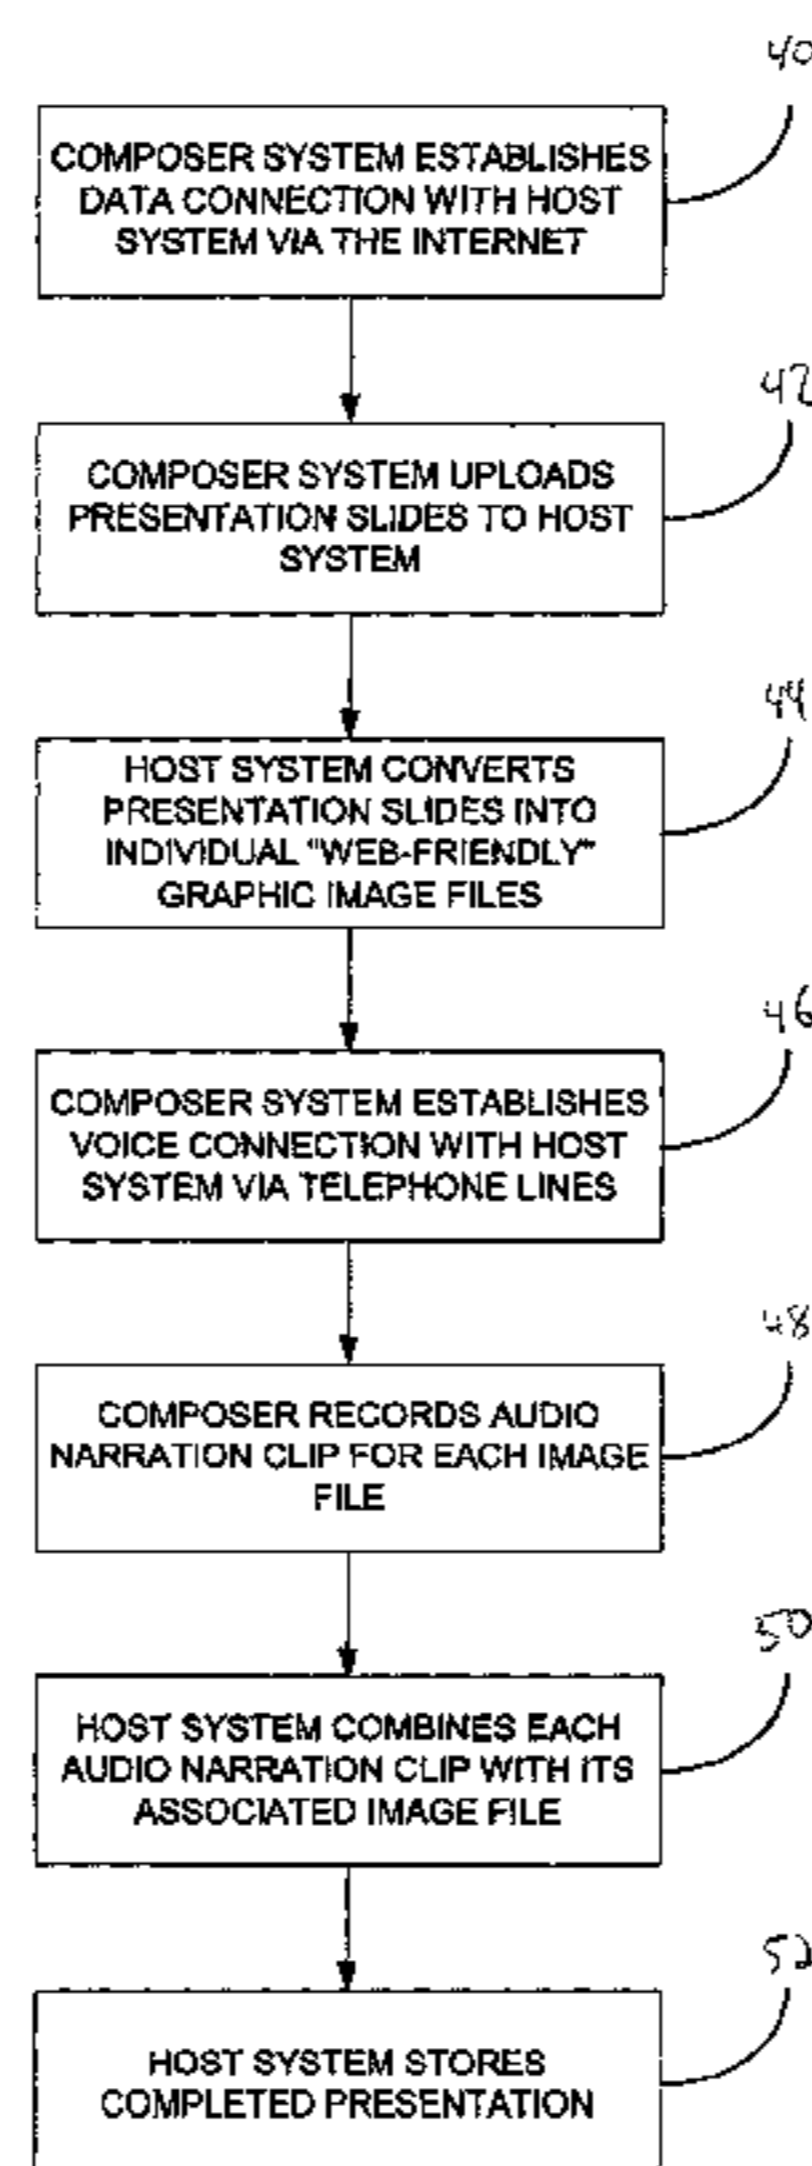 40
COMPOSER SYSTEM ESTABLISHES
DATA CONNECTION WITH HOST
SYSTEM VIA THE INTERNET
42
COMPOSER SYSTEM UPLOADS
PRESENTATION SLIDES TO HOST
SYSTEM
44
HOST SYSTEM CONVERTS
PRESENTATION SLIDES INTO
INDIVIDUAL "WEB-FRIENDLY"
GRAPHIC IMAGE FILES
46
COMPOSER SYSTEM ESTABLISHES
VOICE CONNECTION WITH HOST
SYSTEM VIA TELEPHONE LINES
48
COMPOSER RECORDS AUDIO
NARRATION CLIP FOR EACH IMAGE
FILE
50
HOST SYSTEM COMBINES EACH
AUDIO NARRATION CLIP WITH ITS
ASSOCIATED IMAGE FILE
52
HOST SYSTEM STORES
COMPLETED PRESENTATION